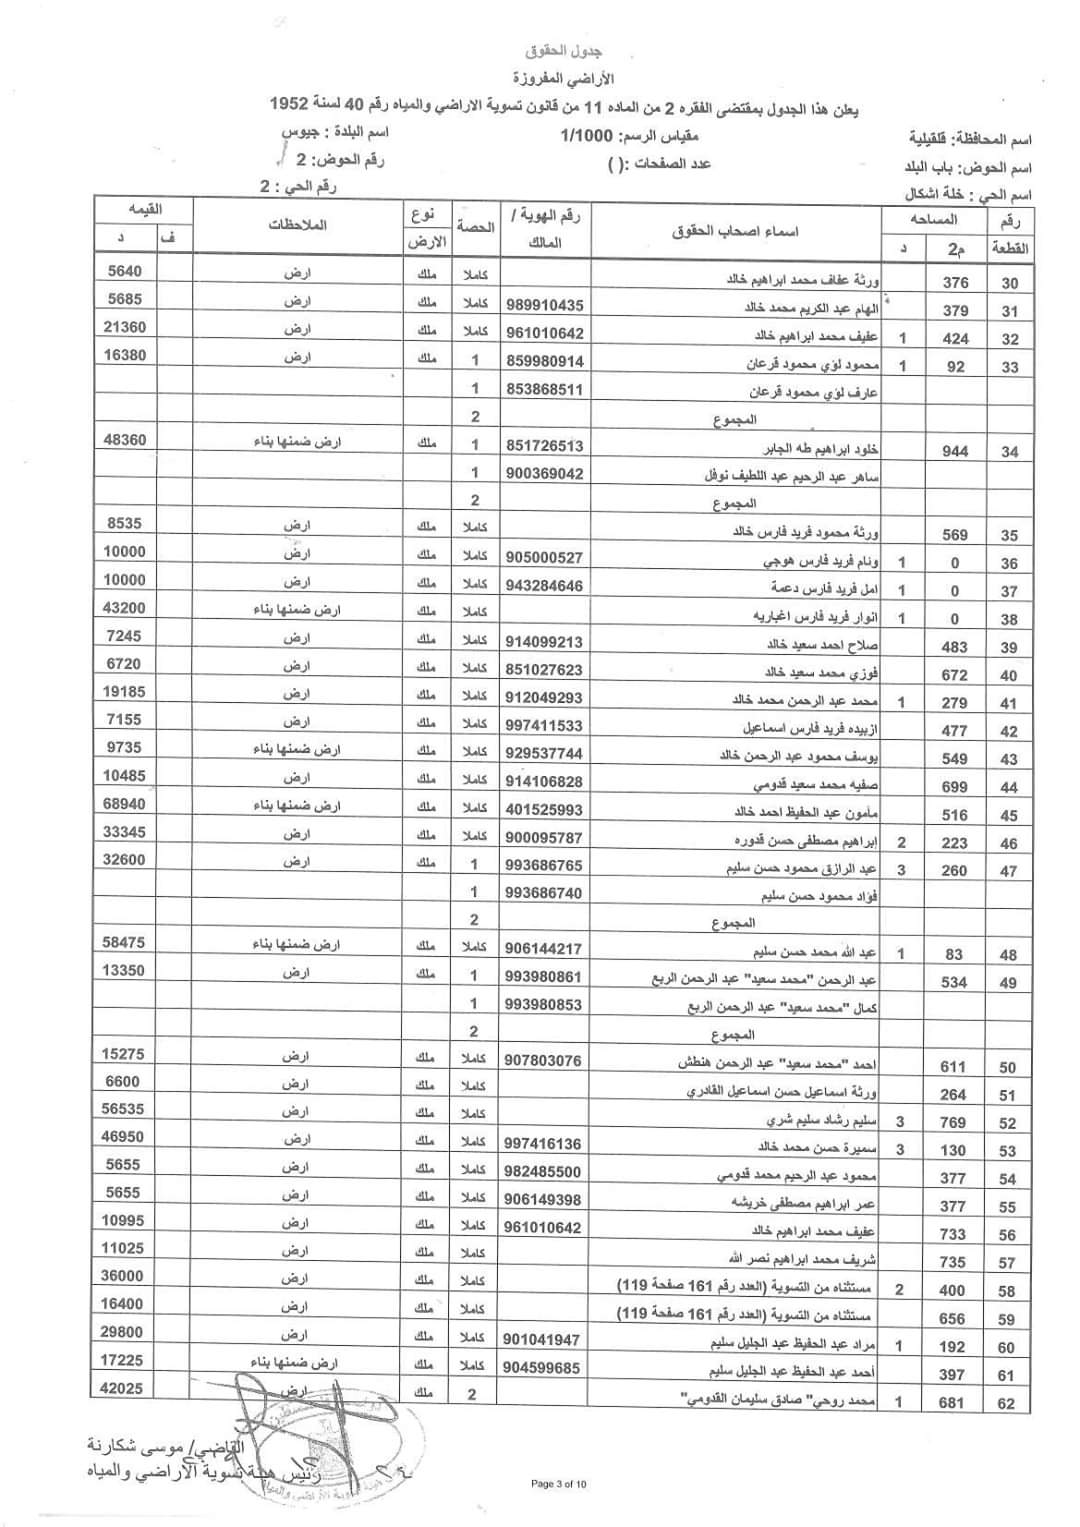 جدول الحقوق
الأراضي المفروزة
يعلن هذا الجدول بمقتضى الفقره 2 من الماده 11 من قانون تسوية الاراضي والمياه رقم 40 لسنة 1952
اسم المحافظة: قلقيلية مقياس الرسم: 1/1000 اسم البلدة : جيوس
اسم الحوض: باب البلد عدد الصفحات :( ) رقم الحوض: 2
اسم الحي : خلة اشكال رقم الحي : 2
رقم القطعة المساحه م2 د اسماء اصحاب الحقوق رقم الهوية / المالك الحصة نوع الارض الملاحظات القيمه ف د
30 376 ورثة عفاف محمد ابراهيم خالد كاملا ملك ارض 5640
31 379 الهام عبد الكريم محمد خالد 989910435 كاملا ملك ارض 5685
32 424 1 عفيف محمد ابراهيم خالد 961010642 كاملا ملك ارض 21360
33 92 1 محمود لؤي محمود قرعان 859980914 1 ملك ارض 16380
عارف لؤي محمود قرعان 853868511 1
المجموع 2
34 944 خلود ابراهيم طه الجابر 851726513 1 ملك ارض ضمنها بناء 48360
ساهر عبد الرحيم عبد اللطيف نوفل 900369042 1
المجموع 2
35 569 ورثة محمود فريد فارس خالد كاملا ملك ارض 8535
36 0 1 ونام فريد فارس هوجي 905000527 كاملا ملك ارض 10000
37 0 1 امل فريد فارس دعمة 943284646 كاملا ملك ارض 10000
38 0 1 انوار فريد فارس اغباريه كاملا ملك ارض ضمنها بناء 43200
39 483 صلاح احمد سعيد خالد 914099213 كاملا ملك ارض 7245
40 672 فوزي محمد سعيد خالد 851027623 كاملا ملك ارض 6720
41 279 1 محمد عبد الرحمن محمد خالد 912049293 كاملا ملك ارض 19185
42 477 ازبيده فريد فارس اسماعيل 997411533 كاملا ملك ارض 7155
43 549 يوسف محمود عبد الرحمن خالد 929537744 كاملا ملك ارض ضمنها بناء 9735
44 699 صفيه محمد سعيد قدومي 914106828 كاملا ملك ارض 10485
45 516 مأمون عبد الحفيظ احمد خالد 401525993 كاملا ملك ارض ضمنها بناء 68940
46 223 2 إبراهيم مصطفى حسن قدوره 900095787 كاملا ملك ارض 33345
47 260 3 عبد الرازق محمود حسن سليم 993686765 1 ملك ارض 32600
فؤاد محمود حسن سليم 993686740 1
المجموع 2
48 83 1 عبد الله محمد حسن سليم 906144217 كاملا ملك ارض ضمنها بناء 58475
49 534 عبد الرحمن "محمد سعيد" عبد الرحمن الربع 993980861 1 ملك ارض 13350
كمال "محمد سعيد" عبد الرحمن الربع 993980853 1
المجموع 2
50 611 احمد "محمد سعيد" عبد الرحمن هنطش 907803076 كاملا ملك ارض 15275
51 264 ورثة اسماعيل حسن اسماعيل القادري كاملا ملك ارض 6600
52 769 3 سليم رشاد سليم شري كاملا ملك ارض 56535
53 130 3 سميرة حسن محمد خالد 997416136 كاملا ملك ارض 46950
54 377 محمود عبد الرحيم محمد قدومي 982485500 كاملا ملك ارض 5655
55 377 عمر ابراهيم مصطفى خريشه 906149398 كاملا ملك ارض 5655
56 733 عفيف محمد ابراهيم خالد 961010642 كاملا ملك ارض 10995
57 735 شريف محمد ابراهيم نصر الله كاملا ملك ارض 11025
58 400 2 مستثناه من التسوية (العدد رقم 161 صفحة 119) كاملا ملك ارض 36000
59 656 مستثناه من التسوية (العدد رقم 161 صفحة 119) كاملا ملك ارض 16400
60 192 1 مراد عبد الحفيظ عبد الجليل سليم 901041947 كاملا ملك ارض 29800
61 397 أحمد عبد الحفيظ عبد الجليل سليم 904599685 كاملا ملك ارض ضمنها بناء 17225
62 681 1 محمد روحي" صادق سليمان القدومي" 2 ملك ارض 42025
القاضي/ موسى شكارنة
رئيس هيئة تسوية الأراضي والمياه
Page 3 of 10